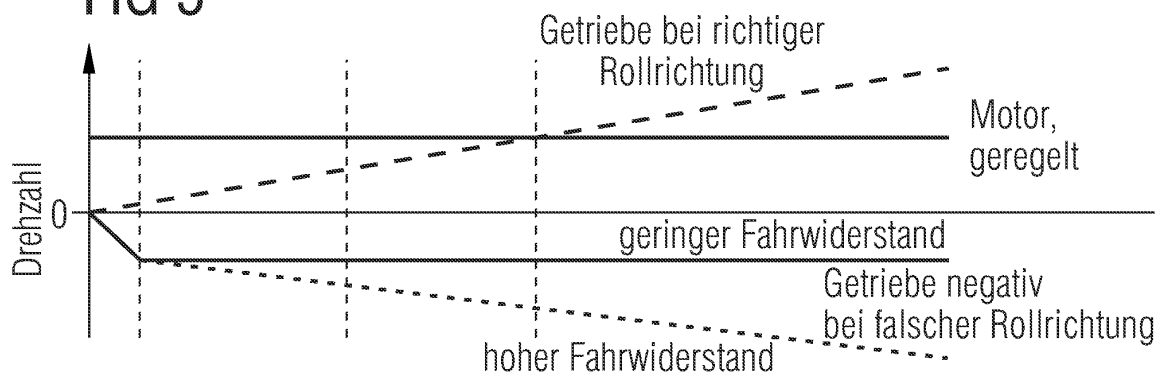 Getriebe bei richtiger
Rollrichtung
Motor,
geregelt
Drehzahl
0
geringer Fahrwiderstand
Getriebe negativ
bei falscher Rollrichtung
hoher Fahrwiderstand